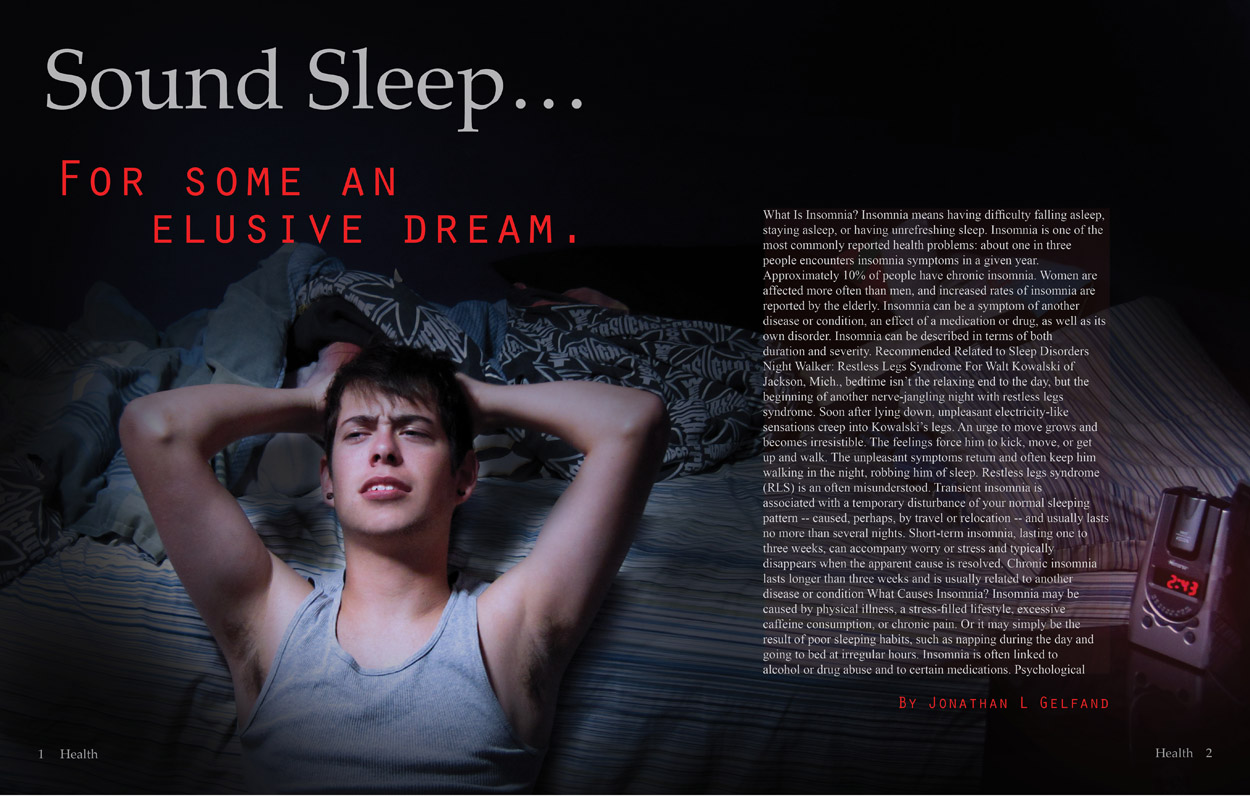 Sound Sleep...
For some an
elusive dream.
What Is Insomnia? Insomnia means having difficulty falling asleep,
staying asleep, or having unrefreshing sleep. Insomnia is one of the
most commonly reported health problems: about one in three
people encounters insomnia symptoms in a given year.
Approximately 10% of people have chronic insomnia. Women are
affected more often than men, and increased rates of insomnia are
reported by the elderly. Insomnia can be a symptom of another
disease or condition, an effect of a medication or drug, as well as its
own disorder. Insomnia can be described in terms of both
duration and severity. Recommended Related to Sleep Disorders
Night Walker: Restless Legs Syndrome For Walt Kowalski of
Jackson, Mich., bedtime isn't the relaxing end to the day, but the
beginning of another nerve-jangling night with restless legs
syndrome. Soon after lying down, unpleasant electricity-like
sensations creep into Kowalski's legs. An urge to move grows and
becomes irresistible. The feelings force him to kick, move, or get
up and walk. The unpleasant symptoms return and often keep him
walking in the night, robbing him of sleep. Restless legs syndrome
(RLS) is an often misunderstood. Transient insomnia is
associated with a temporary disturbance of your normal sleeping
pattern -- caused, perhaps, by travel or relocation -- and usually lasts
no more than several nights. Short-term insomnia, lasting one to
three weeks, can accompany worry or stress and typically
disappears when the apparent cause is resolved. Chronic insomnia
lasts longer than three weeks and is usually related to another
disease or condition What Causes Insomnia? Insomnia may be
caused by physical illness, a stress-filled lifestyle, excessive
caffeine consumption, or chronic pain. Or it may simply be the
result of poor sleeping habits, such as napping during the day and
going to bed at irregular hours. Insomnia is often linked to
alcohol or drug abuse and to certain medications. Psychological
2:43
By Jonathan L Gelfand
1 Health
Health 2